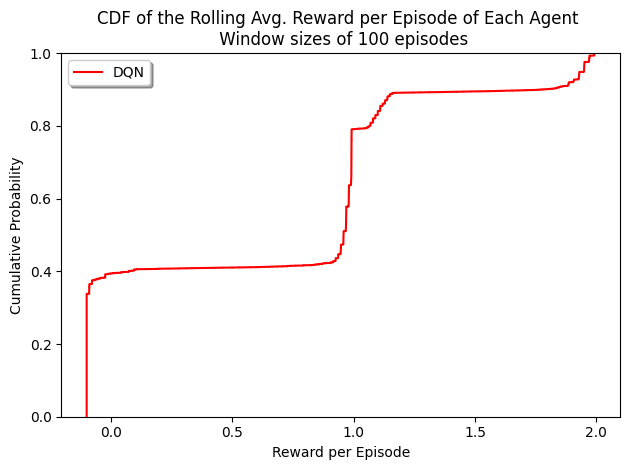 CDF of the Rolling Avg. Reward per Episode of Each Agent
Window sizes of 100 episodes
DQN
1.0
0.8
0.6
0.4
0.2
0.0
Cumulative Probability
0.0 0.5 1.0 1.5 2.0
Reward per Episode